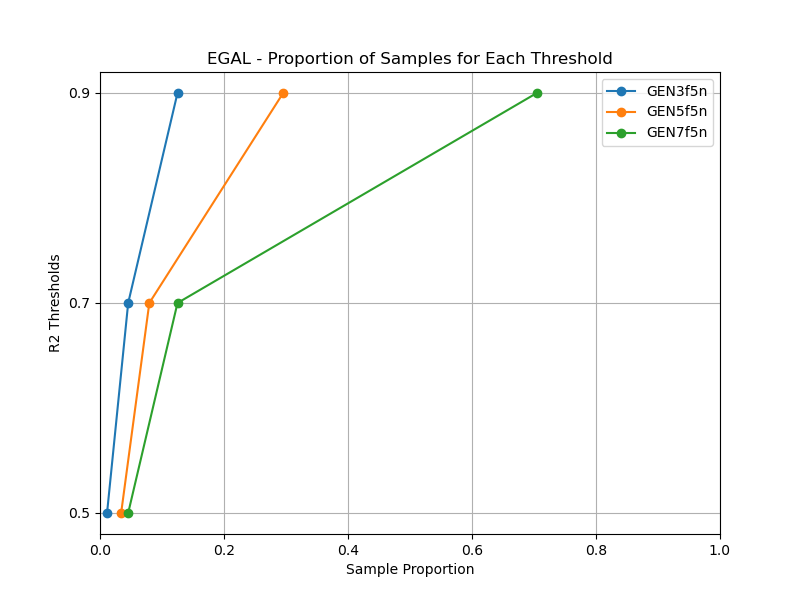 EGAL - Proportion of Samples for Each Threshold
GEN3f5n
GEN5f5n
GEN7f5n
R2 Thresholds
0.9
0.7
0.5
0.0 0.2 0.4 0.6 0.8 1.0
Sample Proportion